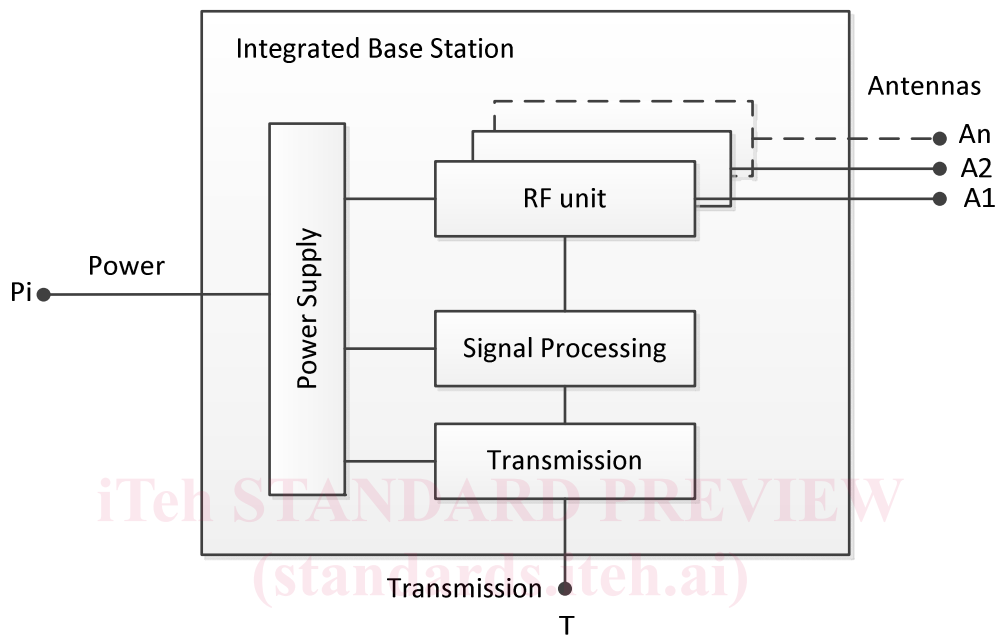 Integrated Base Station
Antennas
An
A2
A1
RF unit
Power
Pi
Power Supply
Signal Processing
Transmission
iTeh STANDARD PREVIEW
(standards.iteh.ai)
Transmission
T